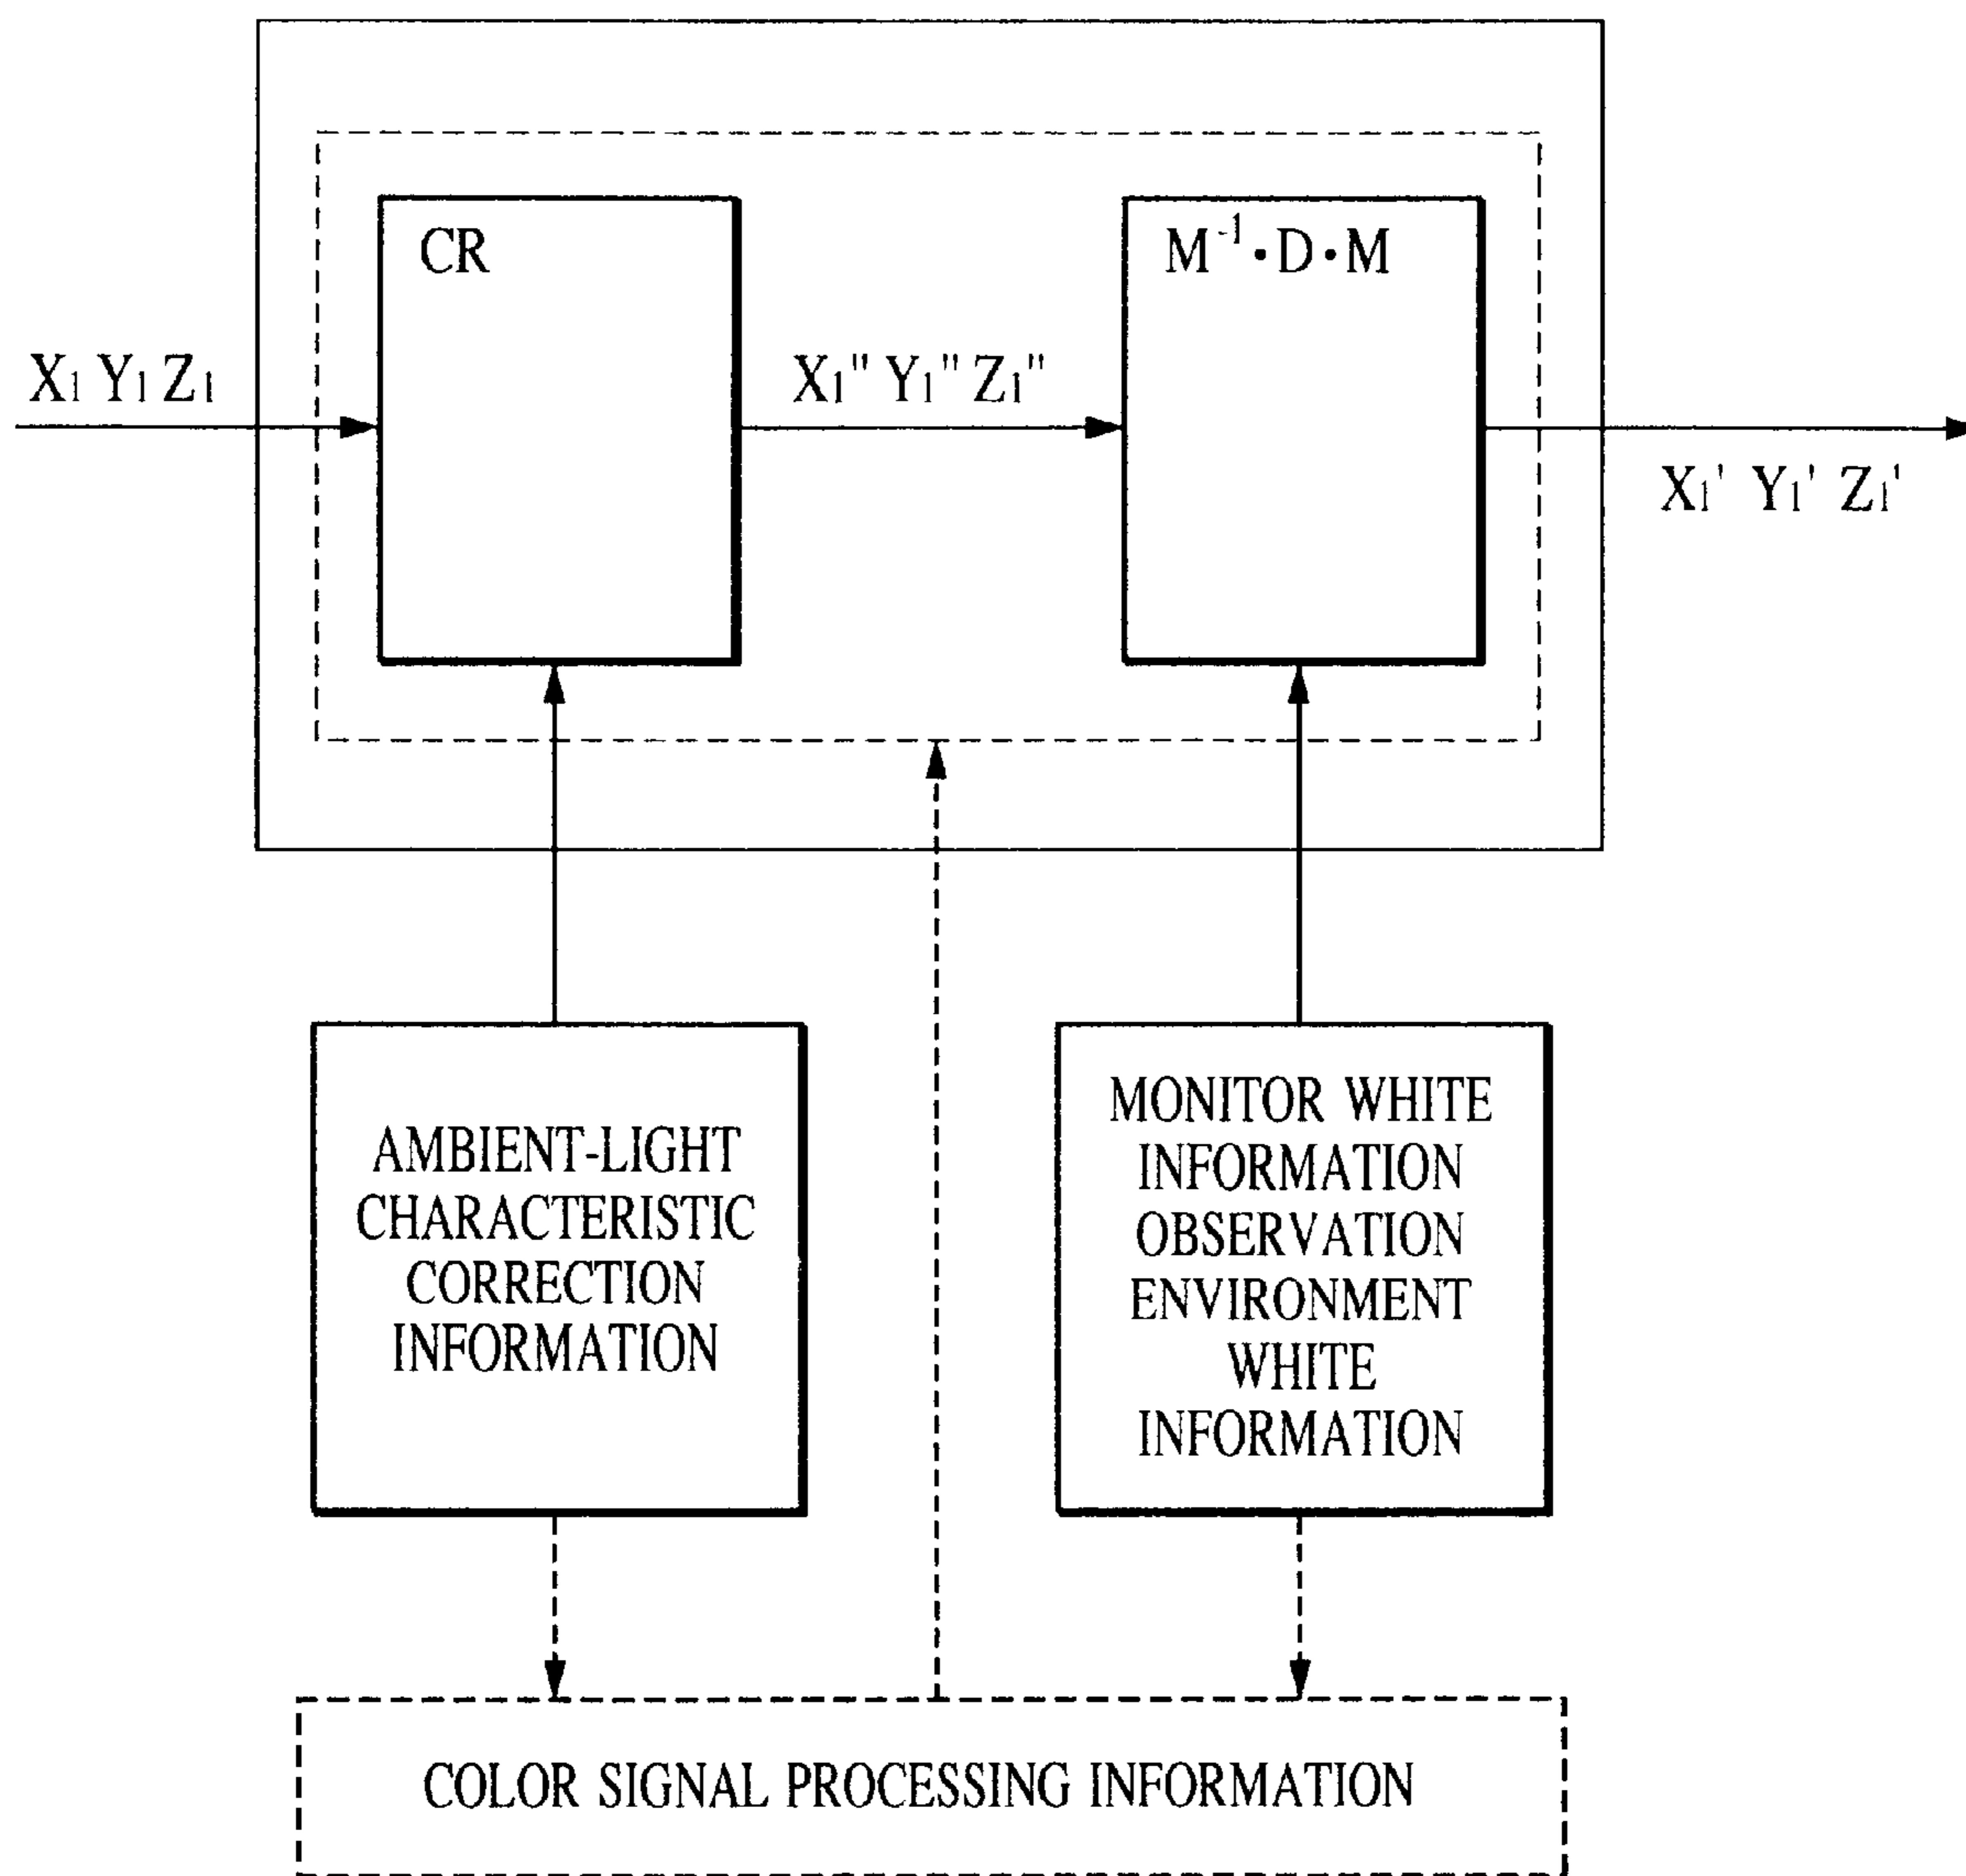 CR
M⁻¹·D·M
X₁ Y₁ Z₁
X₁" Y₁" Z₁"
X₁' Y₁' Z₁'
AMBIENT-LIGHT
CHARACTERISTIC
CORRECTION
INFORMATION
MONITOR WHITE
INFORMATION
OBSERVATION
ENVIRONMENT
WHITE
INFORMATION
COLOR SIGNAL PROCESSING INFORMATION